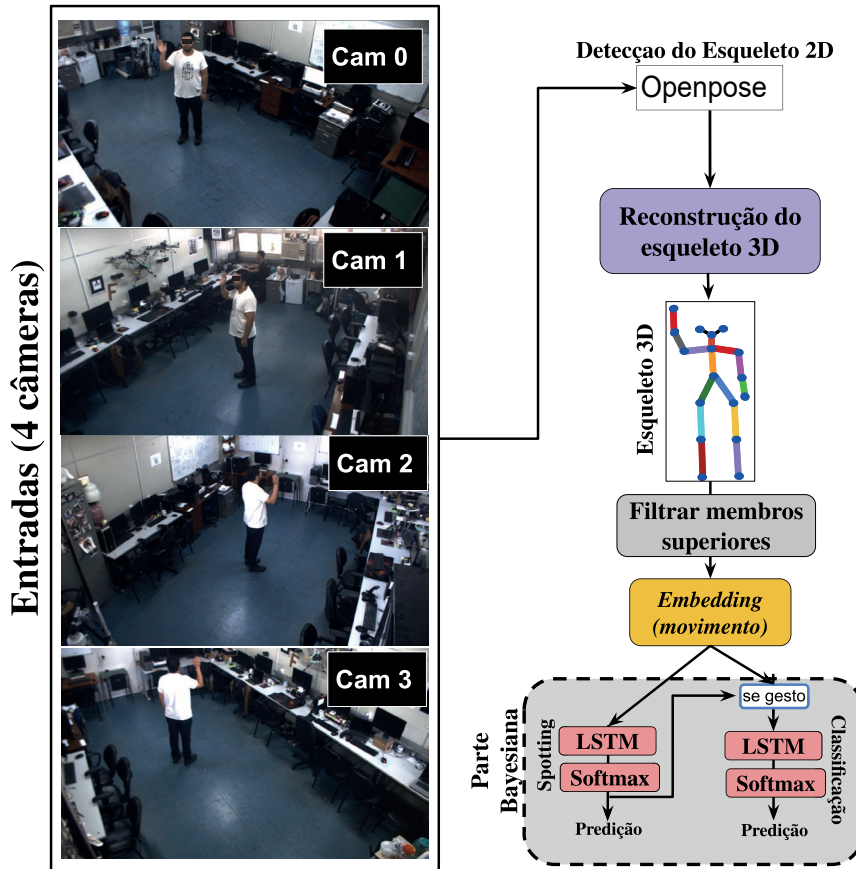 Entradas (4 câmeras)
Cam 0
Cam 1
Cam 2
Cam 3
Detecçao do Esqueleto 2D
Openpose
Reconstrução do
esqueleto 3D
Esqueleto 3D
Filtrar membros
superiores
Embedding
(movimento)
Parte
Bayesiana
Spotting
LSTM
Softmax
Predição
se gesto
LSTM
Softmax
Predição
Classificação
F
F